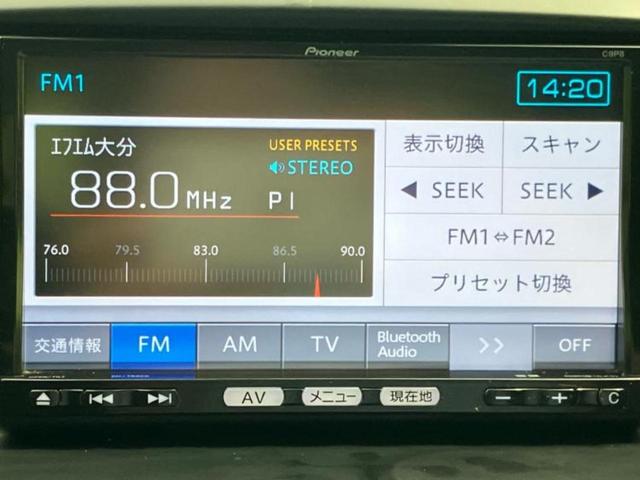 Pioneer
C9P8
FM1
14:20
エフエム大分
USER PRESETS
STEREO
88.0 MHz P1
76.0 79.5 83.0 86.5 90.0
表示切換
スキャン
◀ SEEK
SEEK ▶
FM1⇔FM2
プリセット切換
交通情報
FM
AM
TV
Bluetooth
Audio
>>
OFF
AV
メニュー
現在地
− + C